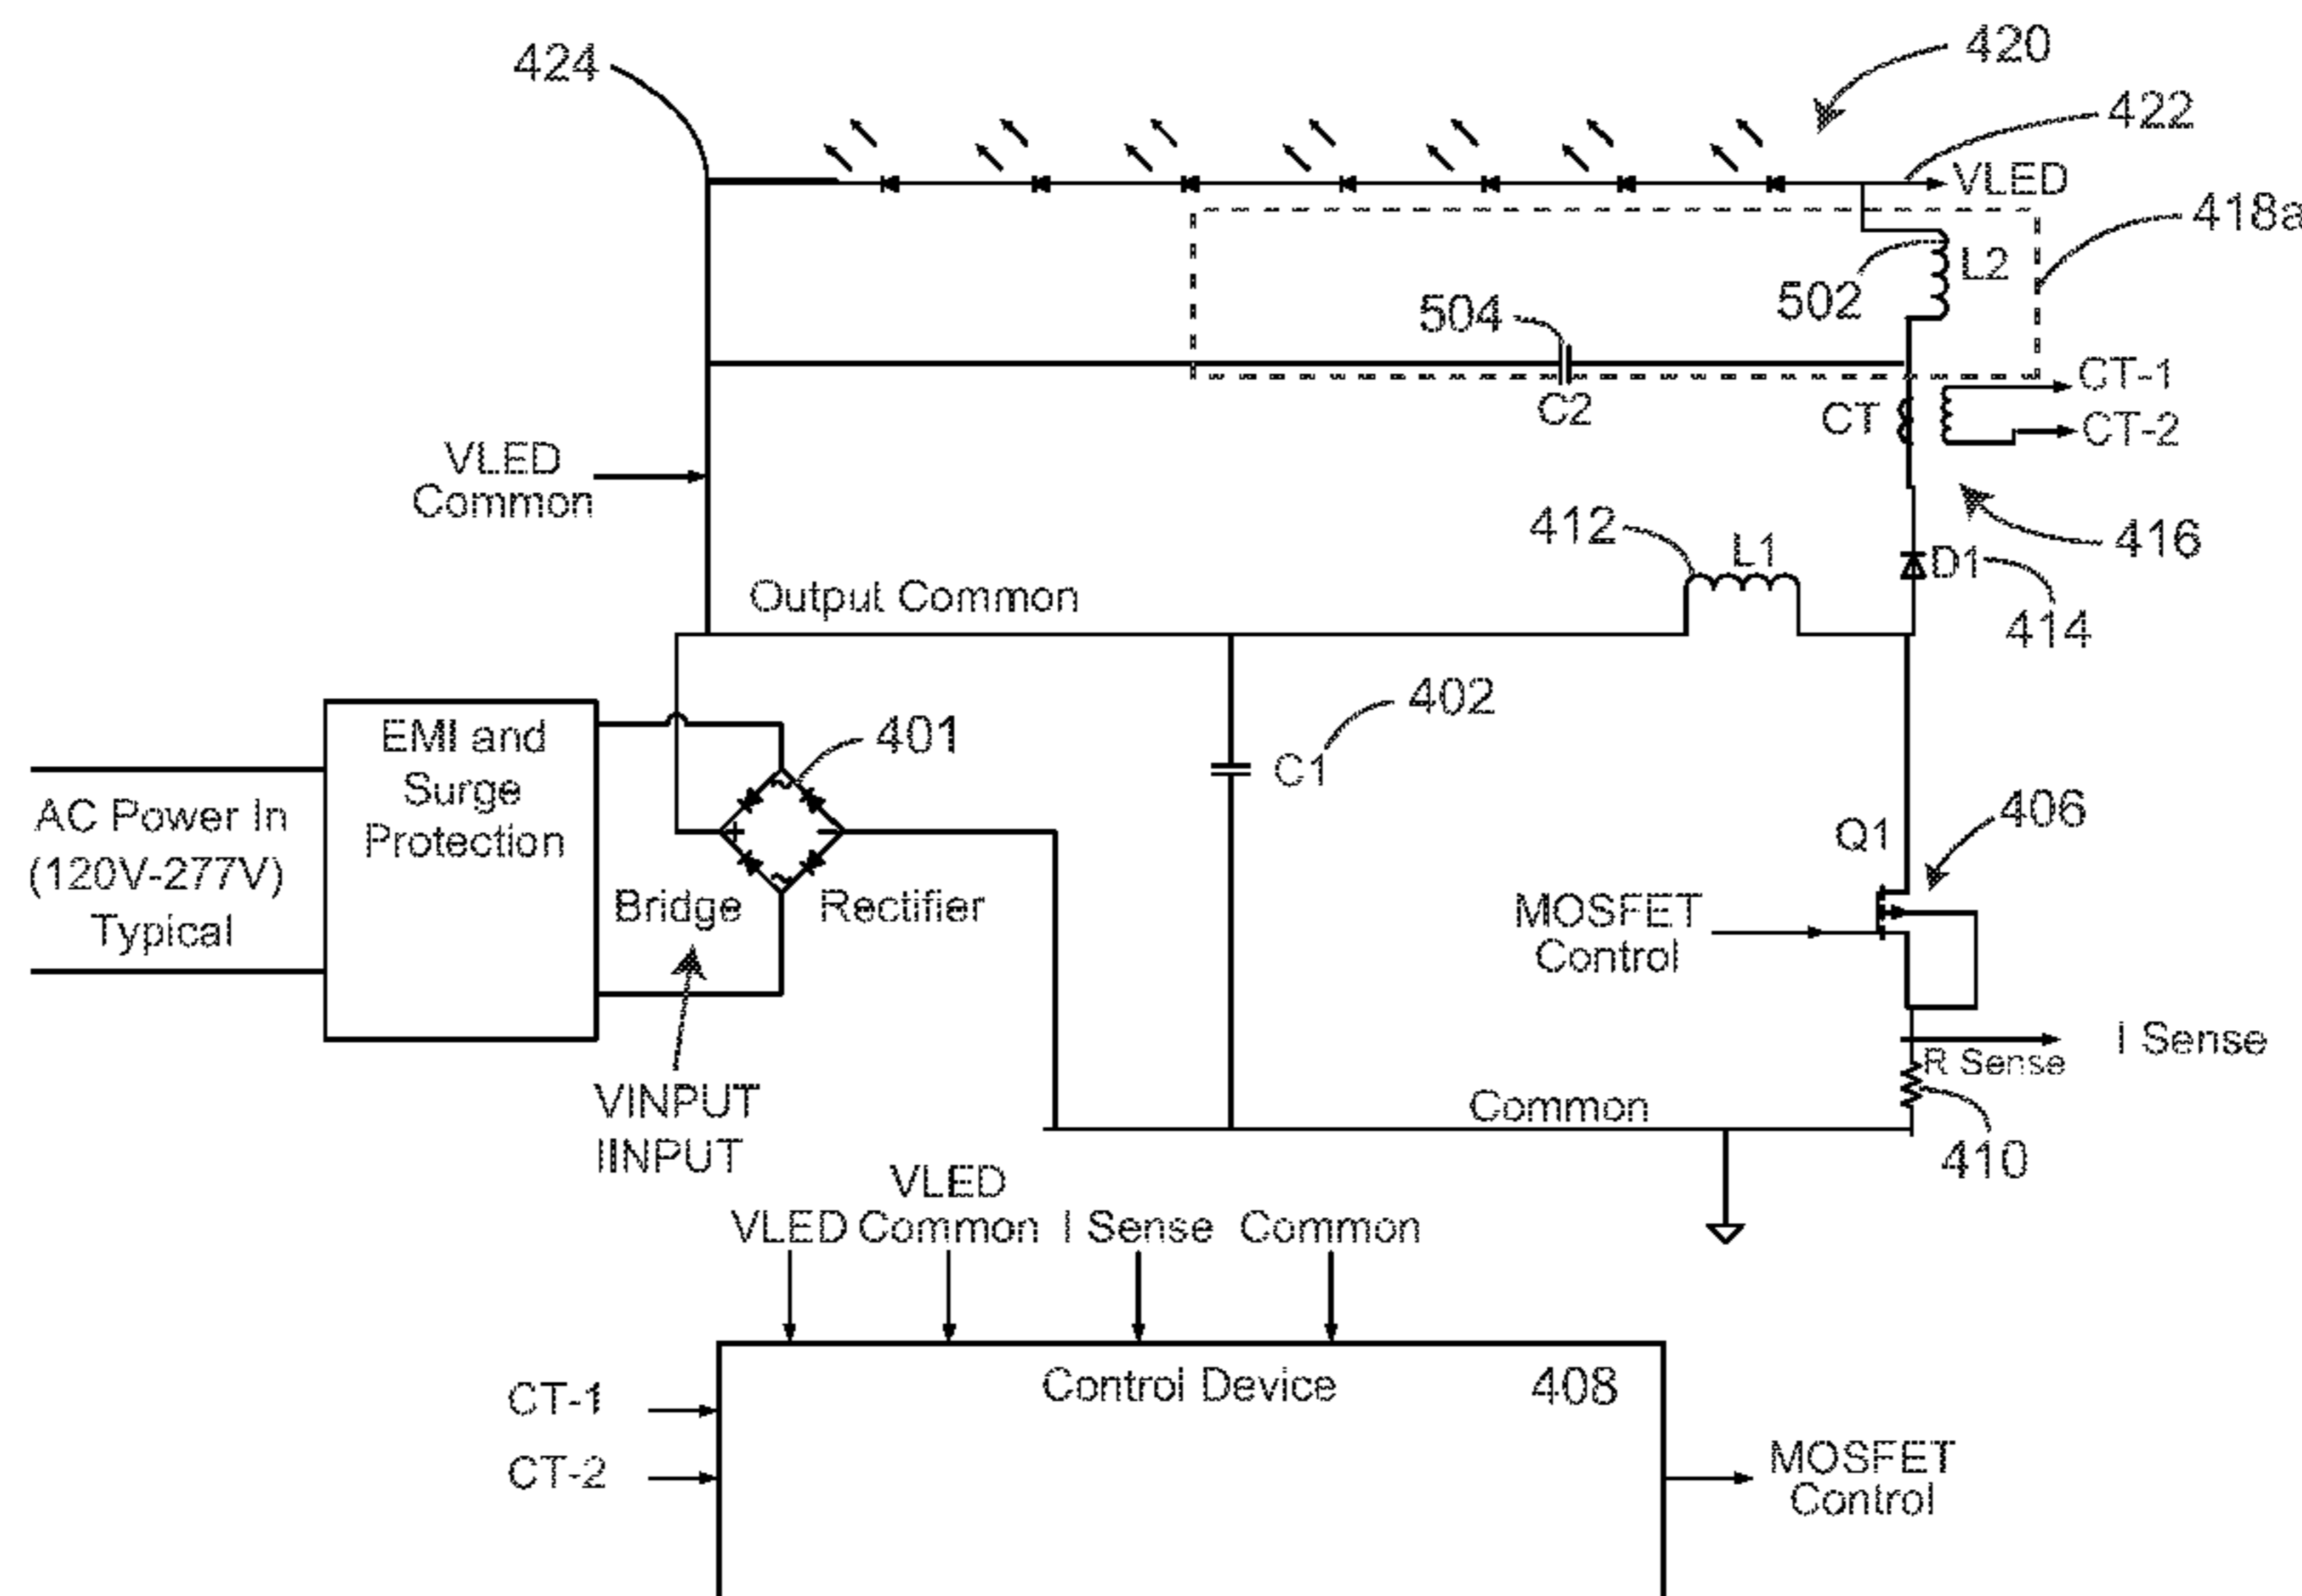 424
420
422
VLED
418a
L2
502
504
C2
CT
CT-1
CT-2
VLED
Common
412
L1
416
D1
414
Output Common
402
C1
EMI and
Surge
Protection
401
AC Power In
(120V-277V)
Typical
Bridge
Rectifier
Q1
406
MOSFET
Control
I Sense
R Sense
VINPUT
IINPUT
Common
410
VLED
VLED
Common
I Sense
Common
Control Device
408
CT-1
CT-2
MOSFET
Control